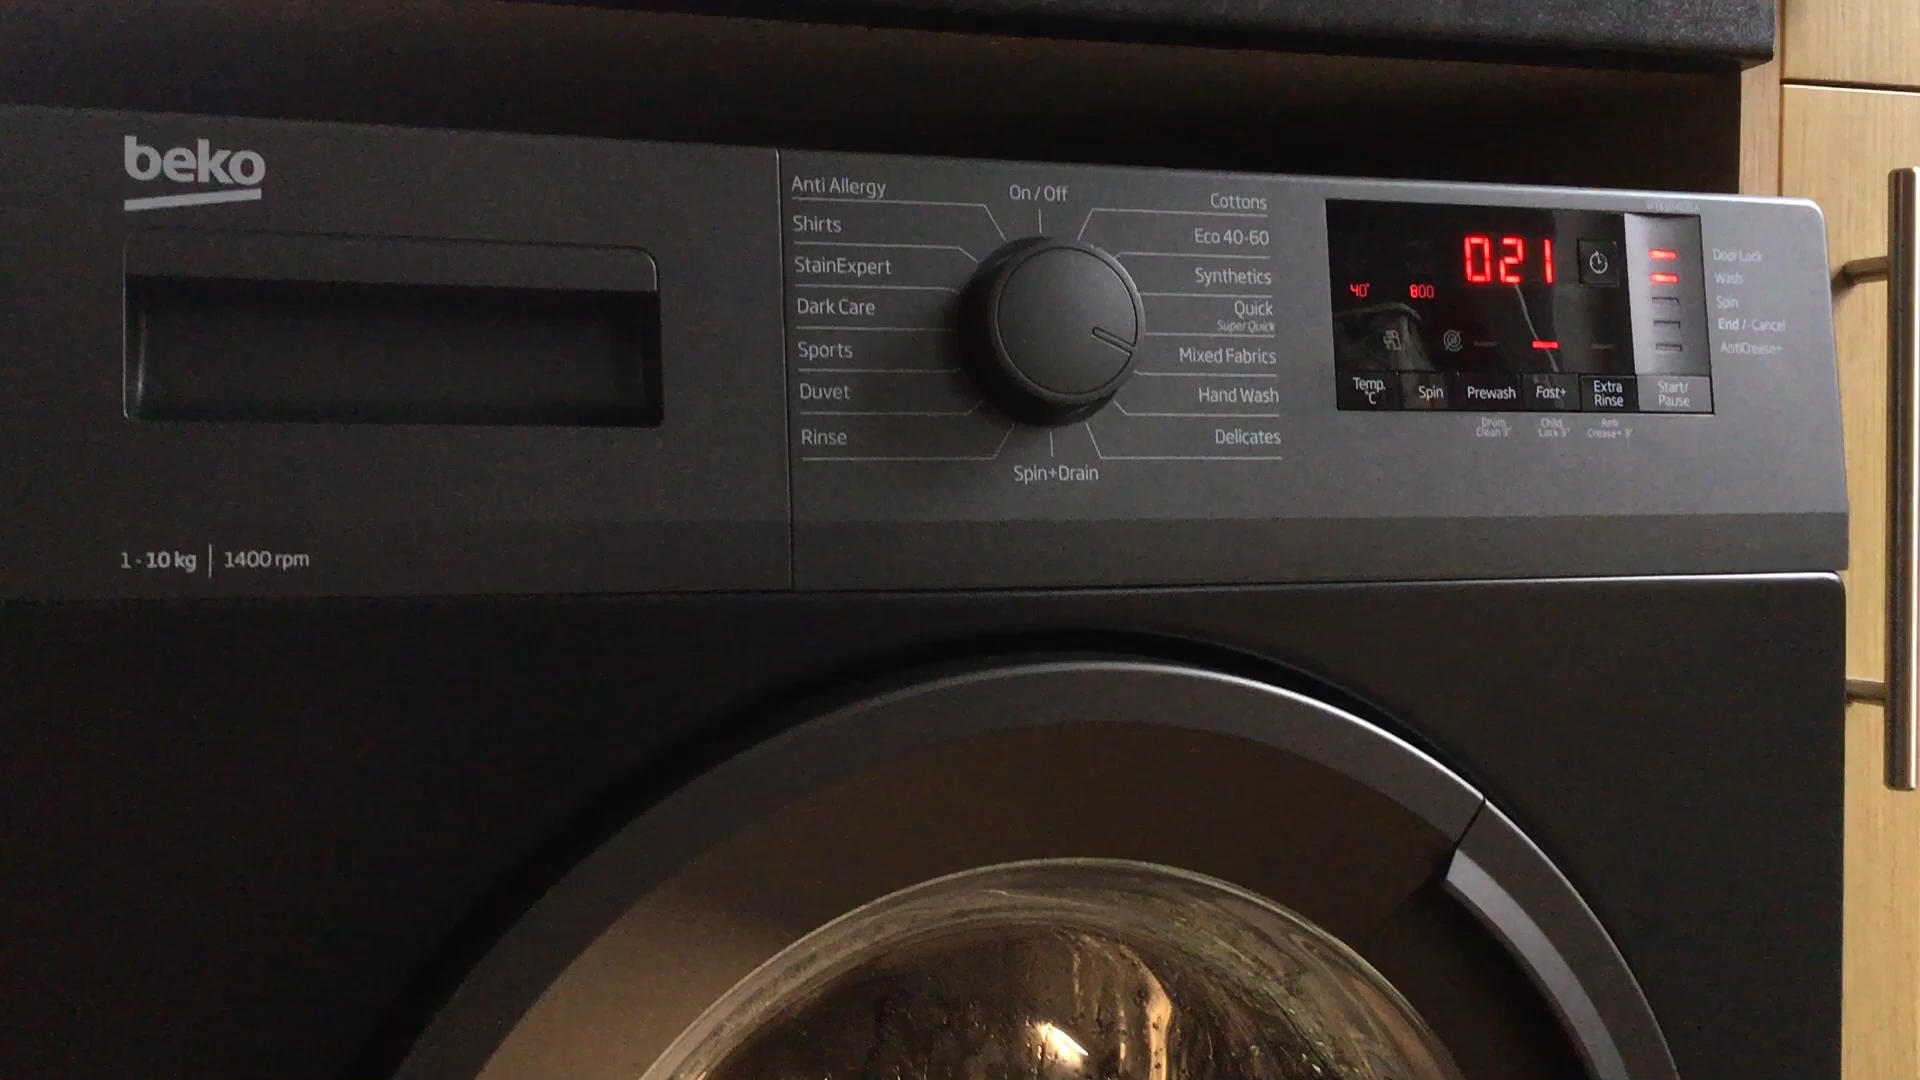 beko
1 - 10 kg | 1400 rpm
Anti Allergy
Shirts
StainExpert
Dark Care
Sports
Duvet
Rinse
On / Off
Spin+Drain
Cottons
Eco 40-60
Synthetics
Quick
Super Quick
Mixed Fabrics
Hand Wash
Delicates
021
40° 800
Temp. °C
Spin
Prewash
Fast+
Extra Rinse
Start/ Pause
Drum Clean 3"
Child Lock 3"
Anti Crease+ 3"
Door Lock
Wash
Spin
End / Cancel
AntiCrease+